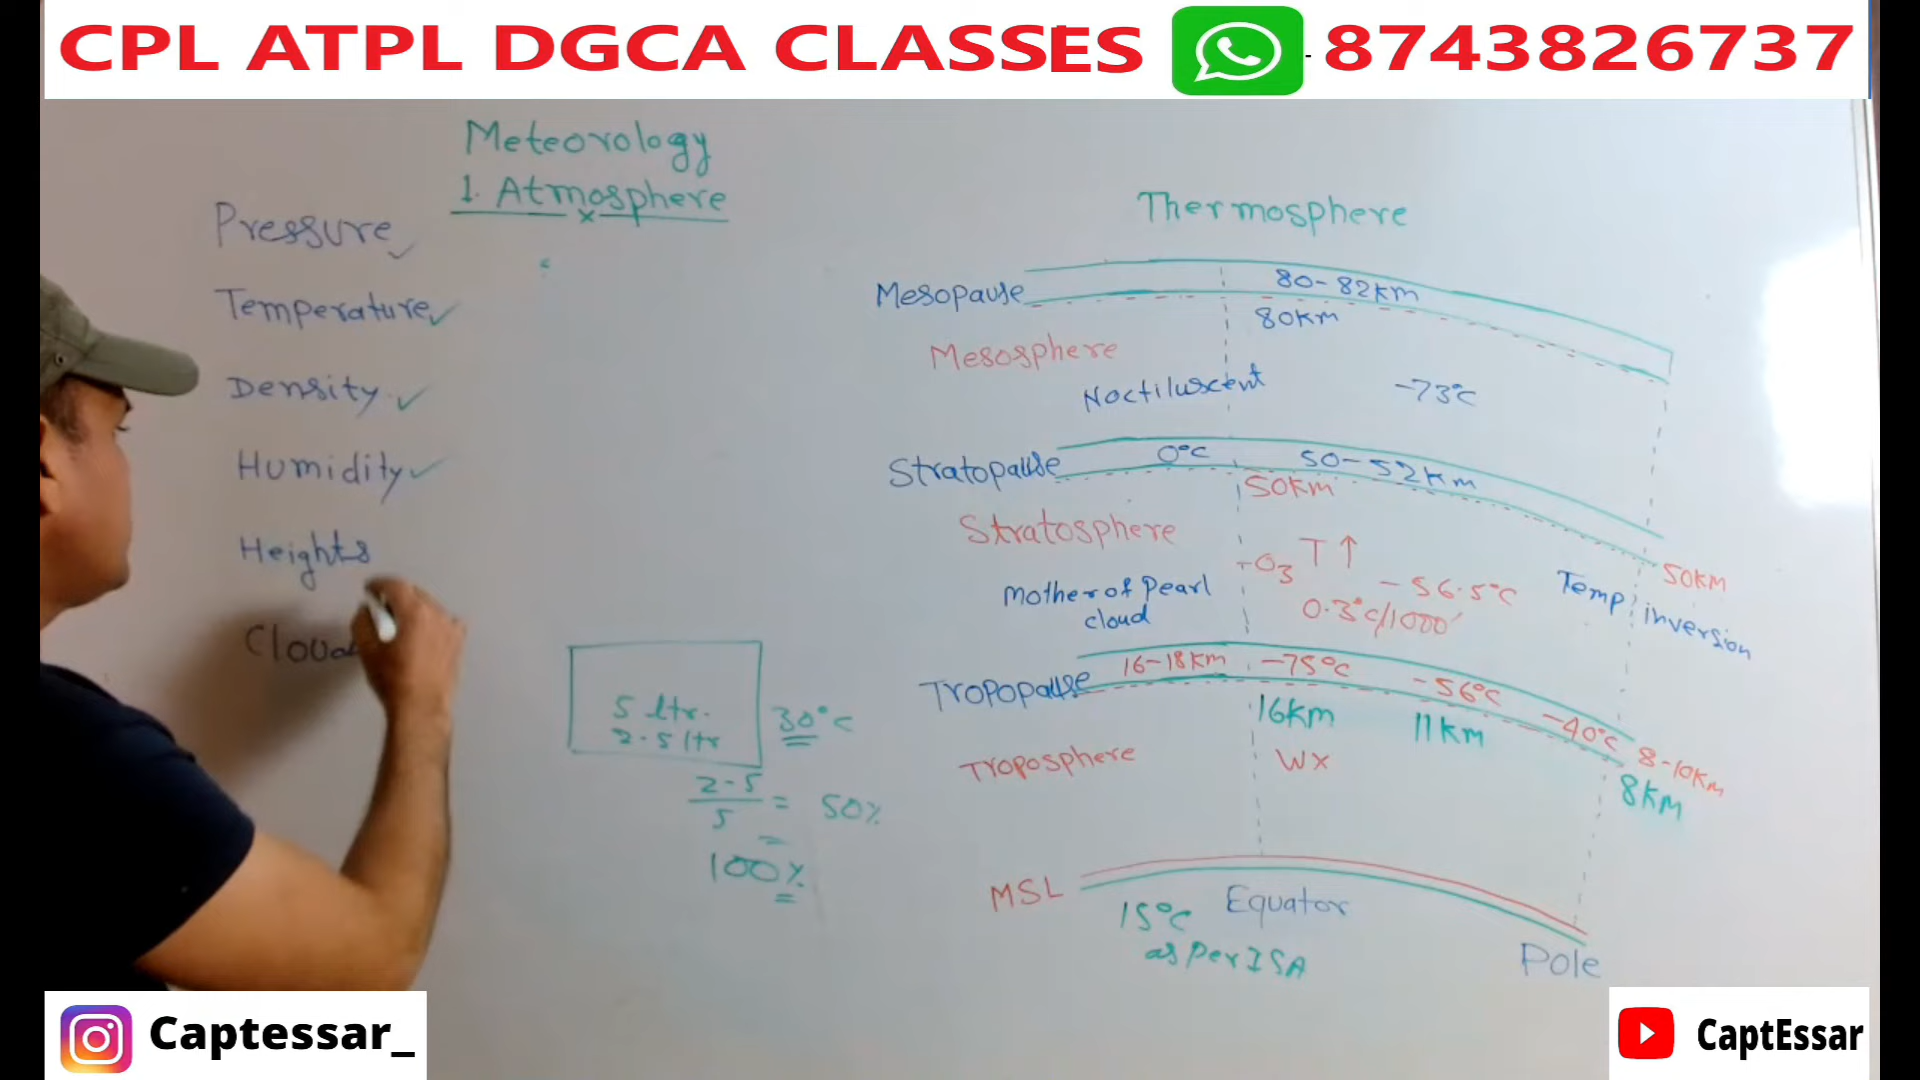 CPL ATPL DGCA CLASSES - 8743826737
Meteorology
1. Atmosphere
x
Pressure
Temperature
Density
Humidity
Heights
5 ltr.
2.5 ltr
30°C
2.5
5
= 50%
=
100%
Thermosphere
Mesopause
80-82km
80km
Mesosphere
Noctiluscent
-73°C
Stratopause
0°C
50-52km
50km
Stratosphere
O3
T↑
-56.5°C
0.3°C/1000'
50km
Temp inversion
Mother of Pearl
cloud
Tropopause
16-18km
-75°C
-56°C
-40°C
8-10km
16km
11km
8km
Troposphere
WX
MSL
15°C
as per ISA
Equator
Pole
Captessar_
CaptEssar